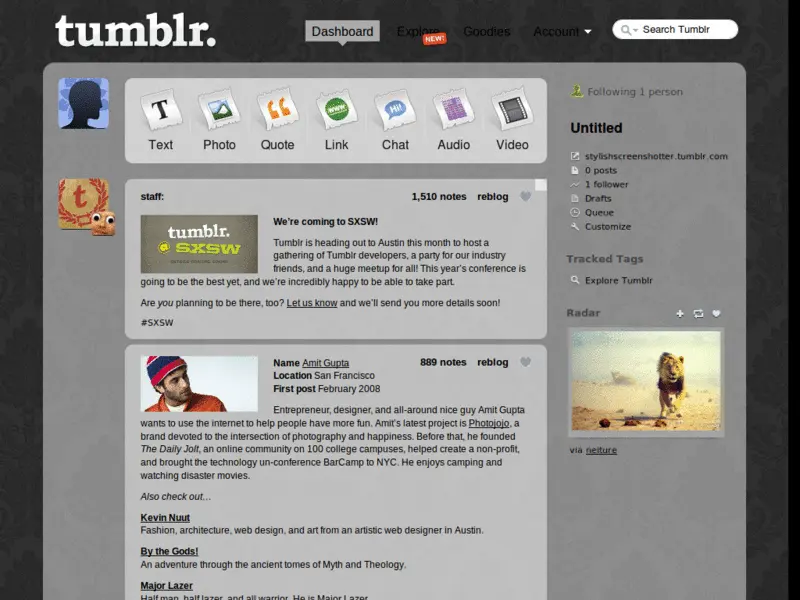 tumblr.
Dashboard
Explore
NEW!
Goodies
Account
Search Tumblr
T
www
Hi!
Text
Photo
Quote
Link
Chat
Audio
Video
Following 1 person
Untitled
stylishscreenshotter.tumblr.com
0 posts
1 follower
Drafts
Queue
Customize
Tracked Tags
Explore Tumblr
Radar
via neiture
t
staff:
1,510 notes reblog
tumblr.
@ SXSW
We're coming to SXSW!
Tumblr is heading out to Austin this month to host a
gathering of Tumblr developers, a party for our industry
friends, and a huge meetup for all! This year's conference is
going to be the best yet, and we're incredibly happy to be able to take part.
Are you planning to be there, too? Let us know and we'll send you more details soon!
#SXSW
889 notes reblog
Name Amit Gupta
Location San Francisco
First post February 2008
Entrepreneur, designer, and all-around nice guy Amit Gupta
wants to use the internet to help people have more fun. Amit's latest project is Photojojo, a
brand devoted to the intersection of photography and happiness. Before that, he founded
The Daily Jolt, an online community on 100 college campuses, helped create a non-profit,
and brought the technology un-conference BarCamp to NYC. He enjoys camping and
watching disaster movies.
Also check out…
Kevin Nuut
Fashion, architecture, web design, and art from an artistic web designer in Austin.
By the Gods!
An adventure through the ancient tomes of Myth and Theology.
Major Lazer
Half man, half lazer, and all warrior. He is Major Lazer.